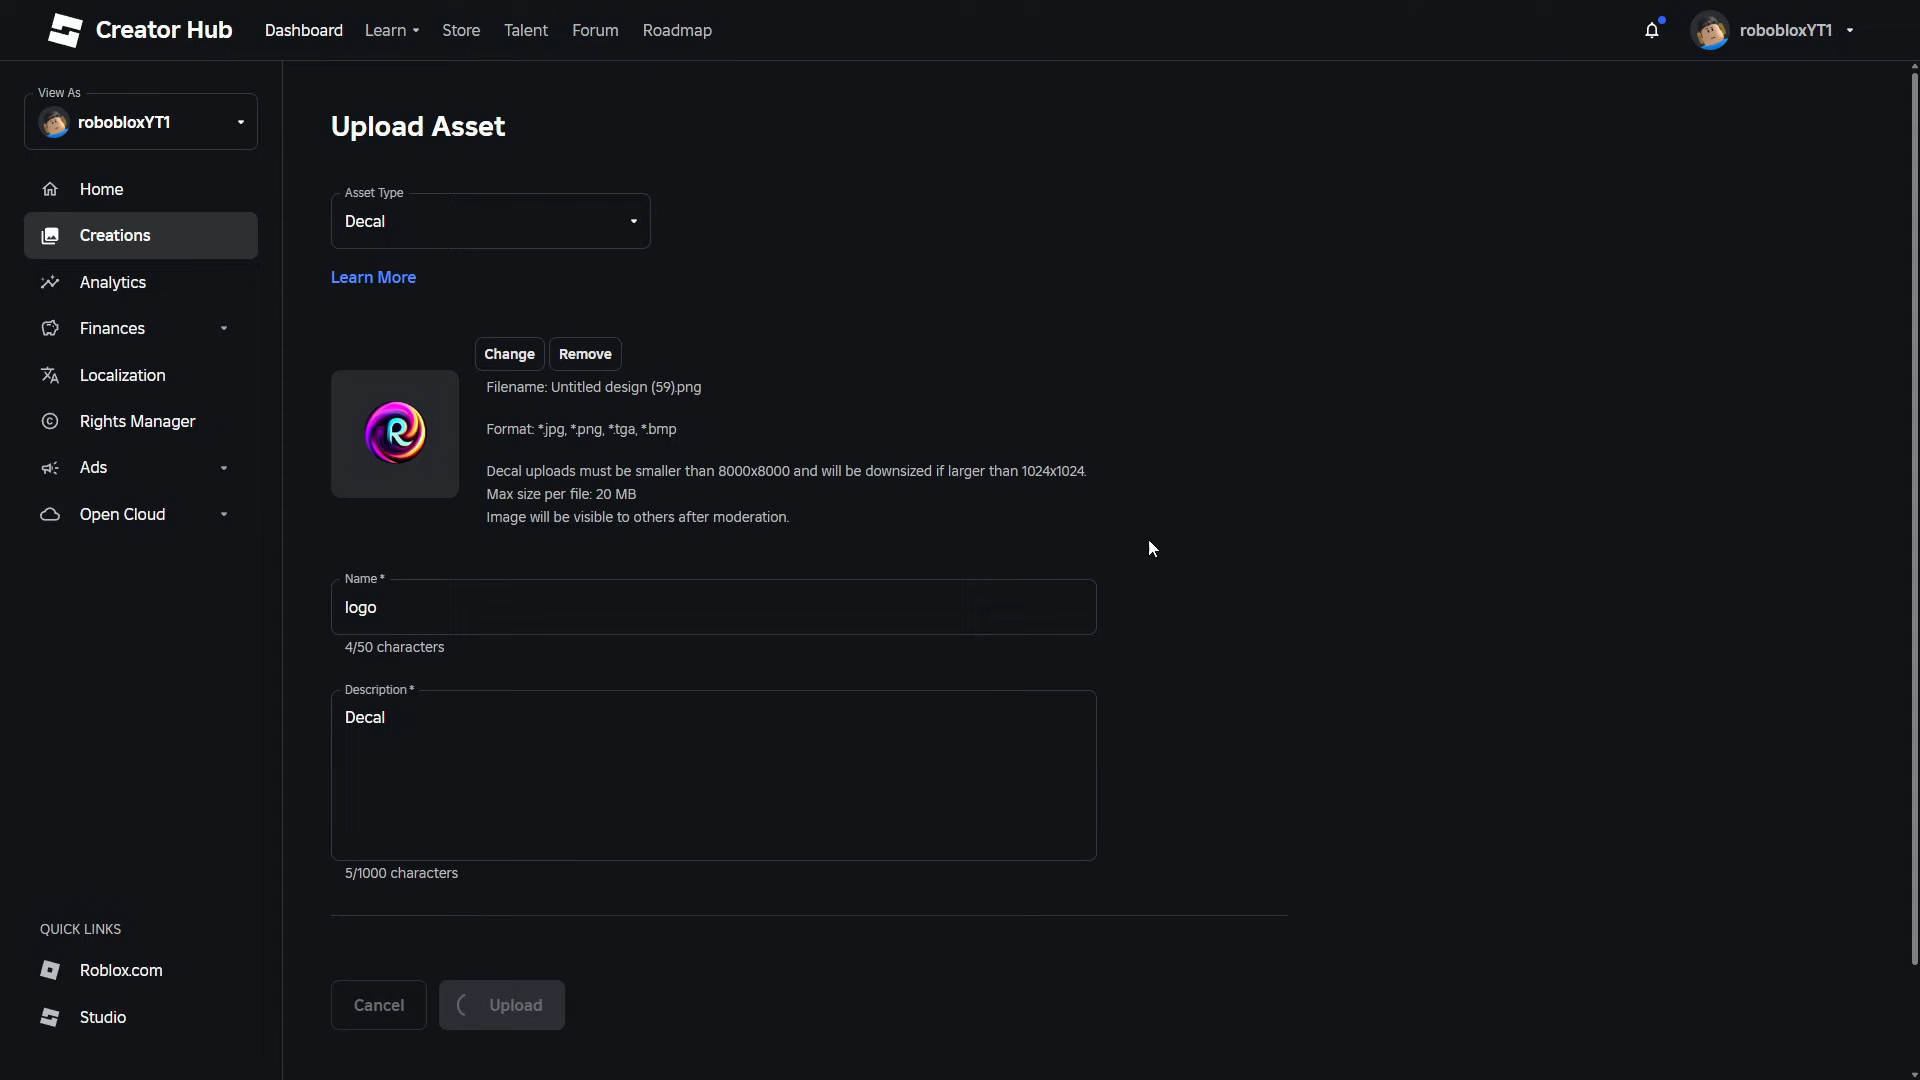 Creator Hub
Dashboard
Learn
Store
Talent
Forum
Roadmap
robobloxYT1
View As
robobloxYT1
Home
Creations
Analytics
Finances
Localization
Rights Manager
Ads
Open Cloud
QUICK LINKS
Roblox.com
Studio
Upload Asset
Asset Type
Decal
Learn More
Change
Remove
Filename: Untitled design (59).png
Format: *.jpg, *.png, *.tga, *.bmp
Decal uploads must be smaller than 8000x8000 and will be downsized if larger than 1024x1024.
Max size per file: 20 MB
Image will be visible to others after moderation.
R
Name *
logo
4/50 characters
Description *
Decal
5/1000 characters
Cancel
Upload